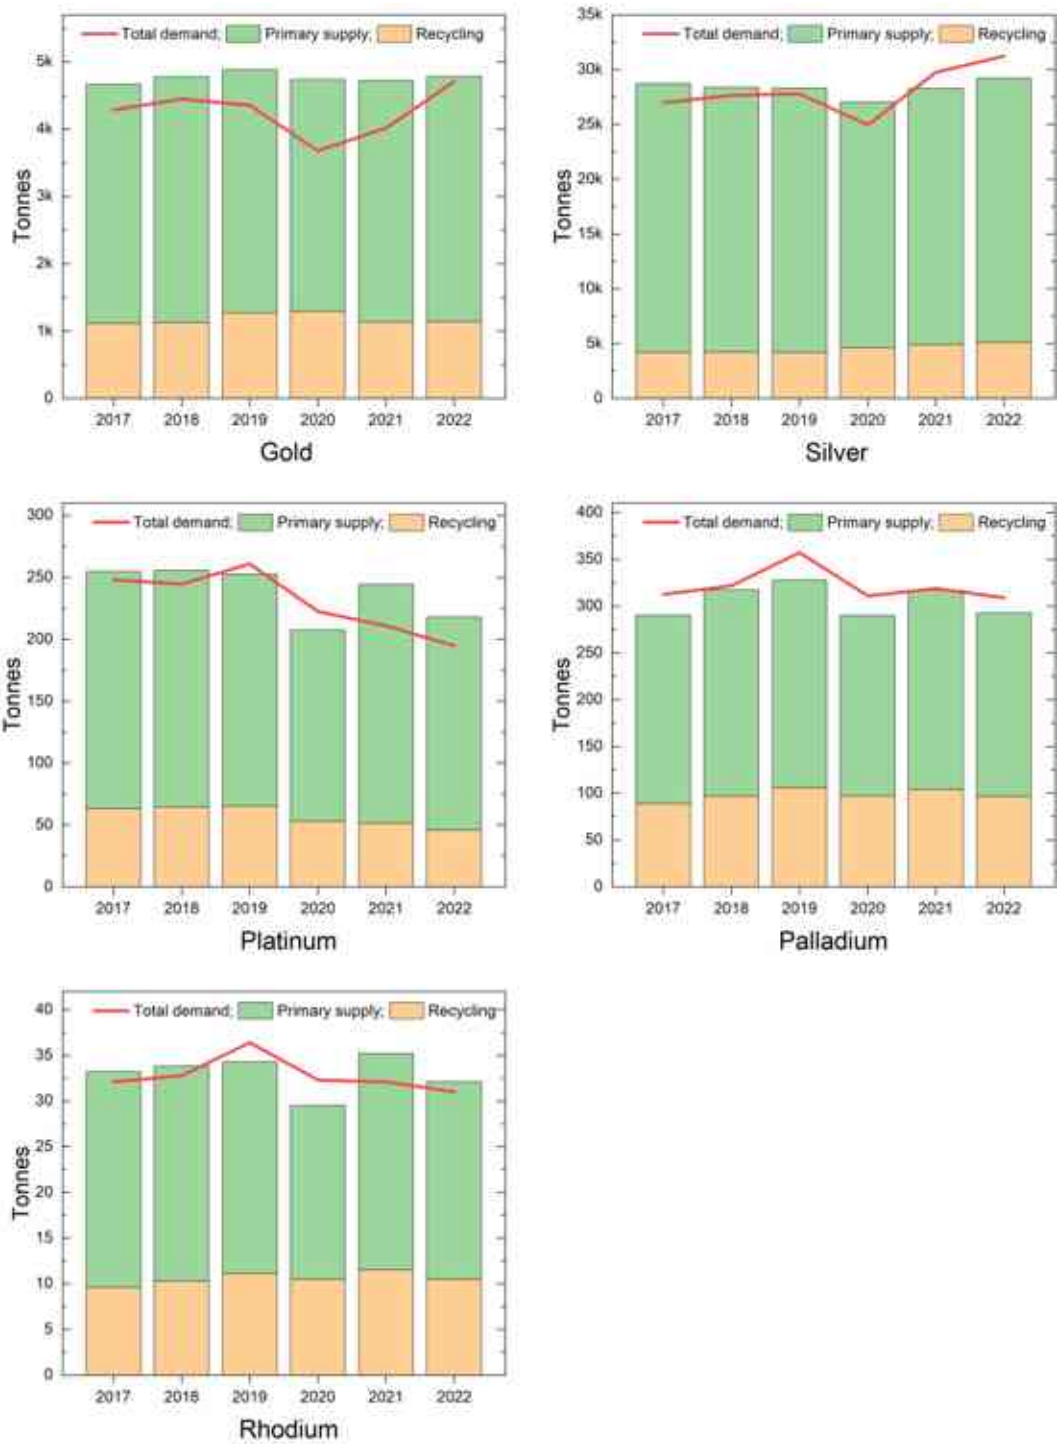 Total demand; Primary supply; Recycling
5k
4k
3k
2k
1k
0
Tonnes
2017 2018 2019 2020 2021 2022
Gold
35k
Total demand; Primary supply; Recycling
30k
25k
20k
15k
10k
5k
0
Tonnes
2017 2018 2019 2020 2021 2022
Silver
300
Total demand; Primary supply; Recycling
250
200
150
100
50
0
Tonnes
2017 2018 2019 2020 2021 2022
Platinum
400
Total demand; Primary supply; Recycling
350
300
250
200
150
100
50
0
Tonnes
2017 2018 2019 2020 2021 2022
Palladium
40
Total demand; Primary supply; Recycling
35
30
25
20
15
10
5
0
Tonnes
2017 2018 2019 2020 2021 2022
Rhodium